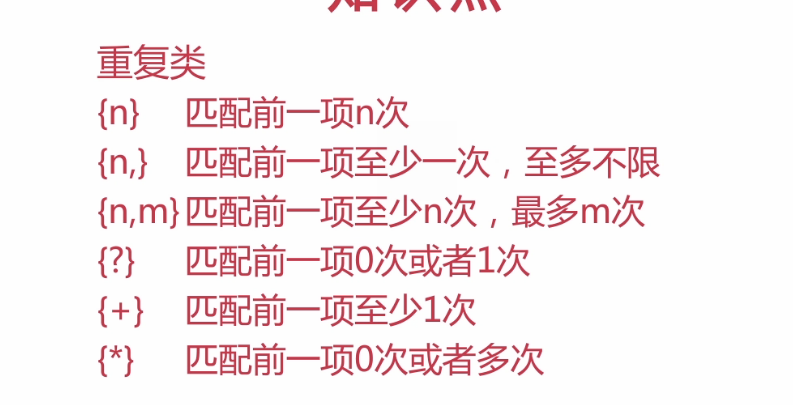 知识点
重复类
{n} 匹配前一项n次
{n,} 匹配前一项至少一次，至多不限
{n,m}匹配前一项至少n次，最多m次
{?} 匹配前一项0次或者1次
{+} 匹配前一项至少1次
{*} 匹配前一项0次或者多次